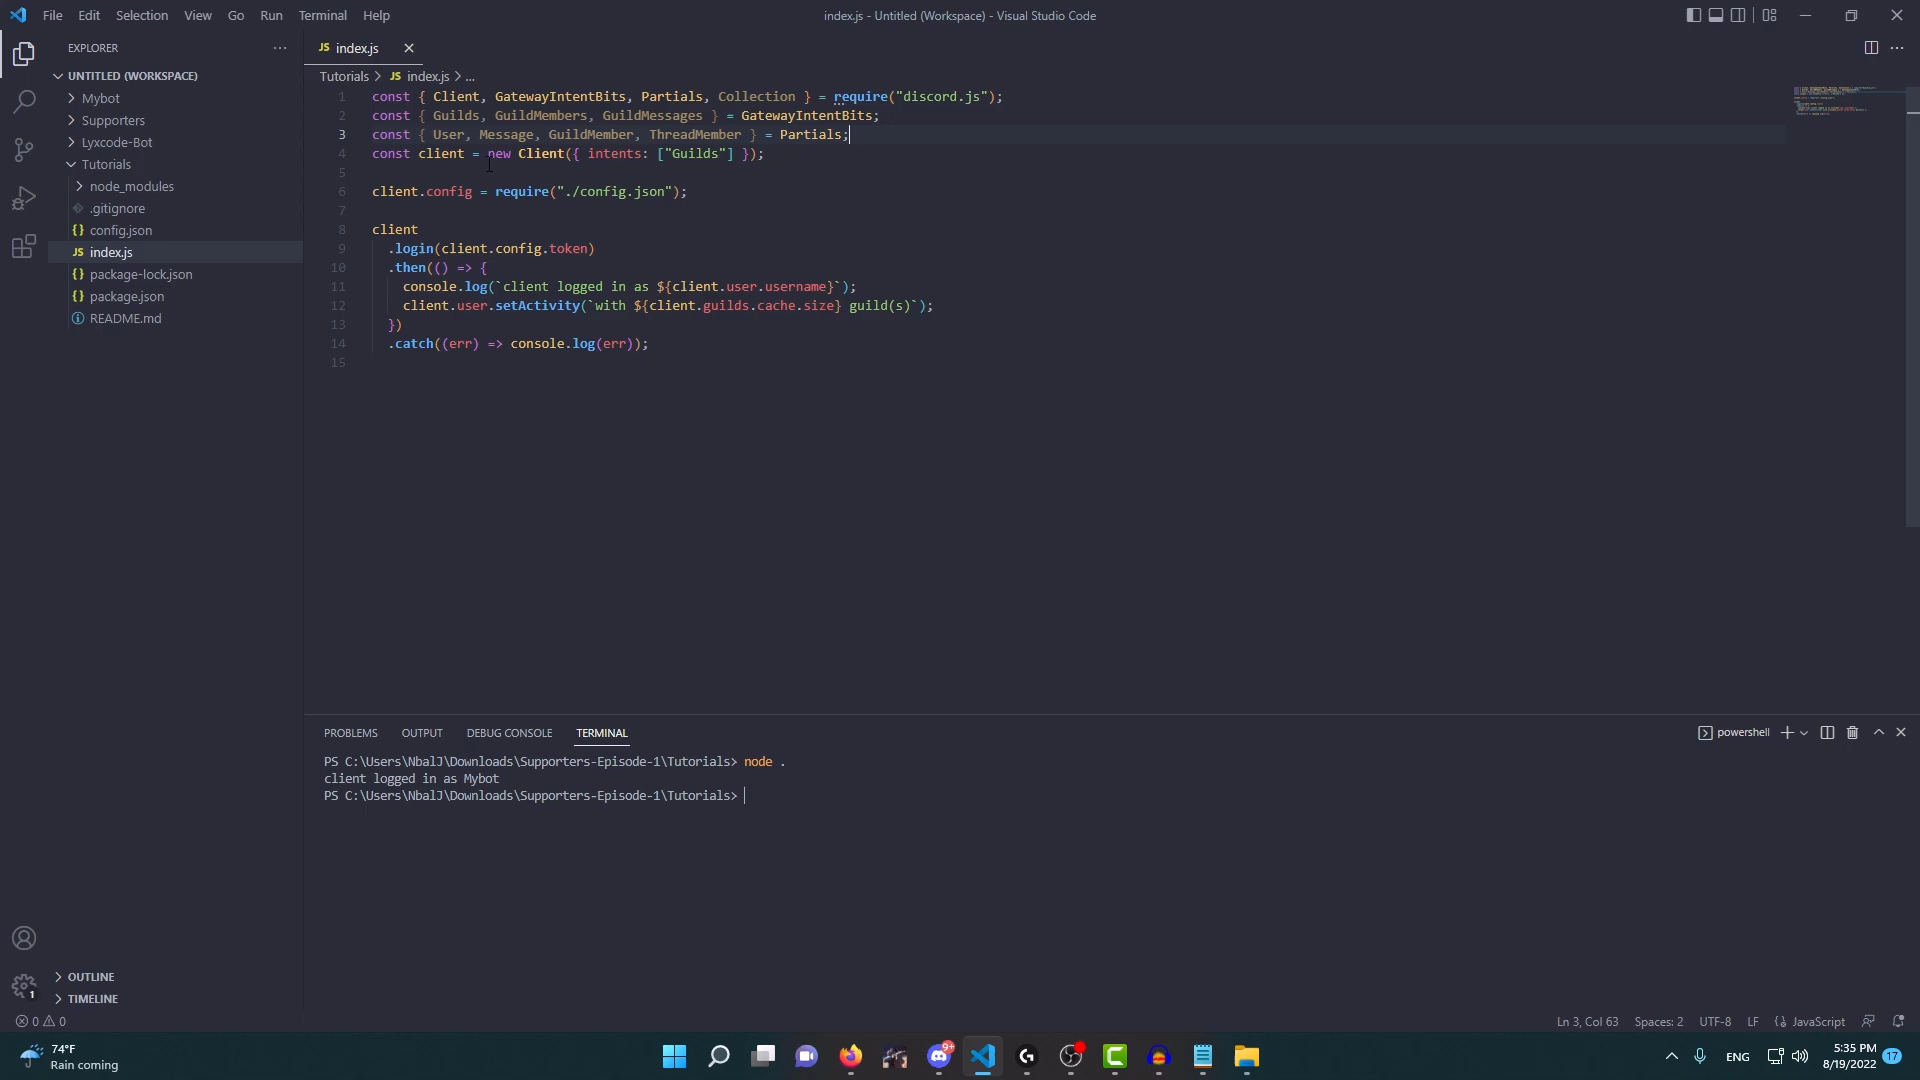 File Edit Selection View Go Run Terminal Help
index.js - Untitled (Workspace) - Visual Studio Code
EXPLORER
UNTITLED (WORKSPACE)
Mybot
Supporters
Lyxcode-Bot
Tutorials
node_modules
.gitignore
{} config.json
JS index.js
{} package-lock.json
{} package.json
README.md
OUTLINE
TIMELINE
JS index.js
Tutorials > JS index.js > ...
1 const { Client, GatewayIntentBits, Partials, Collection } = require("discord.js");
2 const { Guilds, GuildMembers, GuildMessages } = GatewayIntentBits;
3 const { User, Message, GuildMember, ThreadMember } = Partials;
4 const client = new Client({ intents: ["Guilds"] });
5
6 client.config = require("./config.json");
7
8 client
9 .login(client.config.token)
10 .then(() => {
11 console.log(`client logged in as ${client.user.username}`);
12 client.user.setActivity(`with ${client.guilds.cache.size} guild(s)`);
13 })
14 .catch((err) => console.log(err));
15
PROBLEMS OUTPUT DEBUG CONSOLE TERMINAL
powershell
PS C:\Users\NbalJ\Downloads\Supporters-Episode-1\Tutorials> node .
client logged in as Mybot
PS C:\Users\NbalJ\Downloads\Supporters-Episode-1\Tutorials>
1
0 0
Ln 3, Col 63 Spaces: 2 UTF-8 LF {} JavaScript
74°F
Rain coming
9+
ENG
5:35 PM
8/19/2022
17